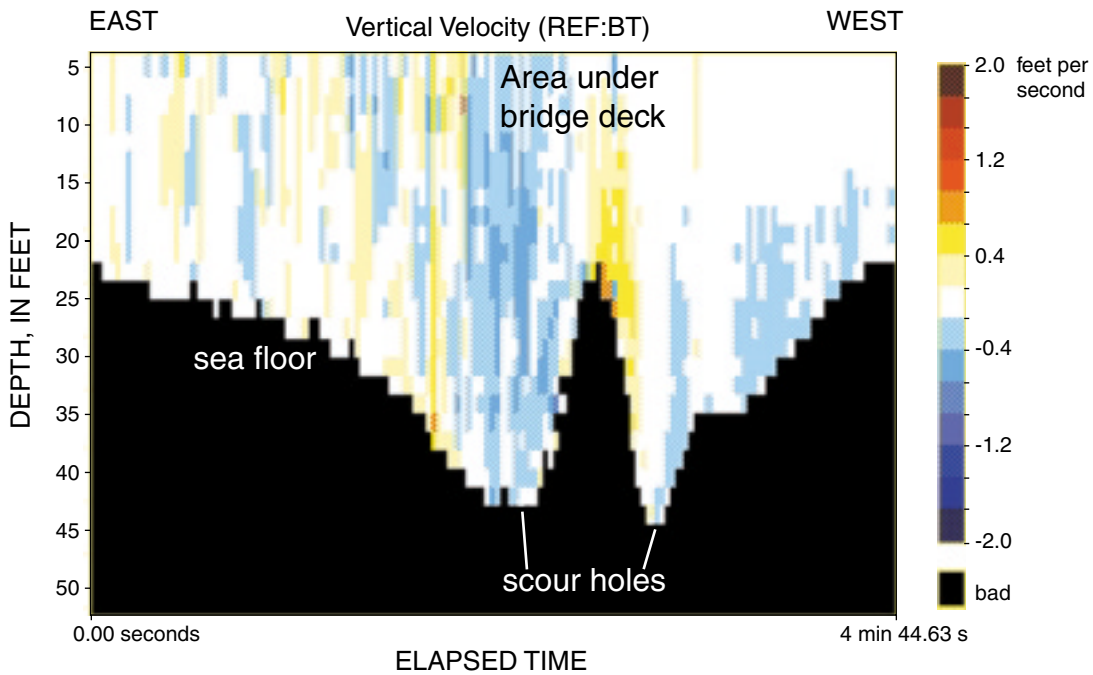 EAST
Vertical Velocity (REF:BT)
WEST
Area under
bridge deck
sea floor
scour holes
DEPTH, IN FEET
5
10
15
20
25
30
35
40
45
50
0.00 seconds
4 min 44.63 s
ELAPSED TIME
2.0 feet per
second
1.2
0.4
-0.4
-1.2
-2.0
bad